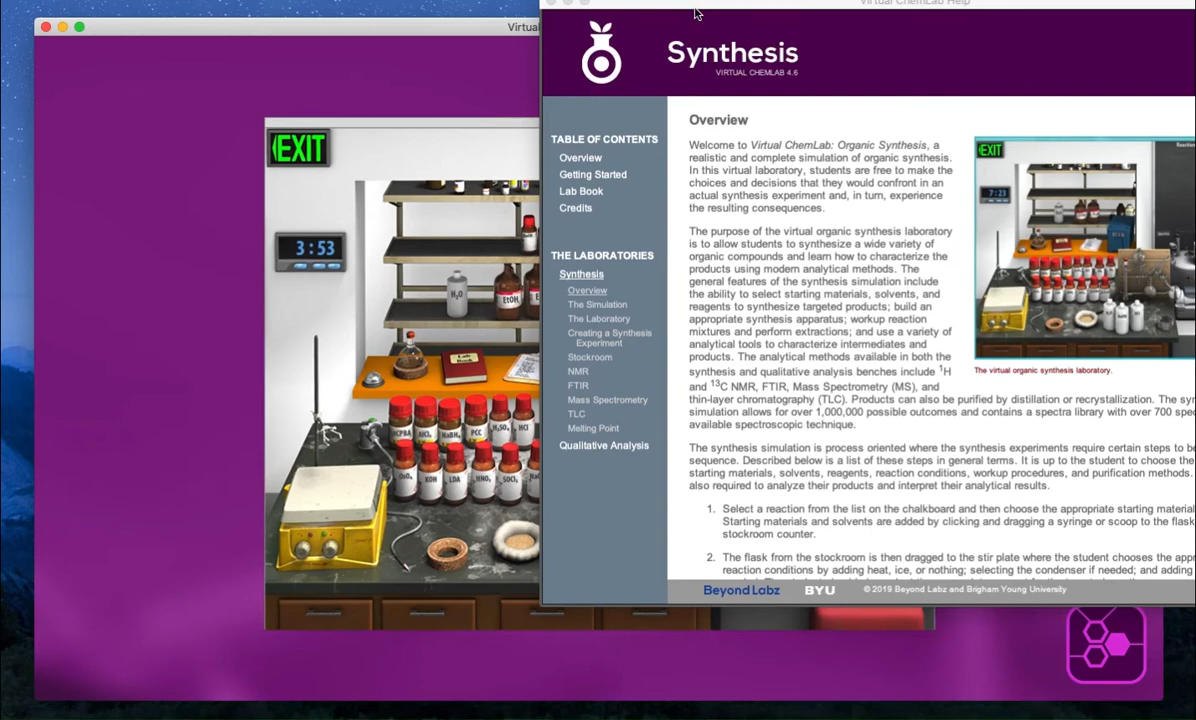 Virtual
Virtual ChemLab Help
EXIT
3:53
H₂O
EtOH
Lab
Book
mCPBA
AlCl₃
NaBH₄
PCC
H₂SO₄
HCl
OsO₄
KOH
LDA
HNO₃
SOCl₂
Synthesis
VIRTUAL CHEMLAB 4.6
TABLE OF CONTENTS
Overview
Getting Started
Lab Book
Credits
THE LABORATORIES
Synthesis
Overview
The Simulation
The Laboratory
Creating a Synthesis
Experiment
Stockroom
NMR
FTIR
Mass Spectrometry
TLC
Melting Point
Qualitative Analysis
Overview
Welcome to Virtual ChemLab: Organic Synthesis, a
realistic and complete simulation of organic synthesis.
In this virtual laboratory, students are free to make the
choices and decisions that they would confront in an
actual synthesis experiment and, in turn, experience
the resulting consequences.
The purpose of the virtual organic synthesis laboratory
is to allow students to synthesize a wide variety of
organic compounds and learn how to characterize the
products using modern analytical methods. The
general features of the synthesis simulation include
the ability to select starting materials, solvents, and
reagents to synthesize targeted products; build an
appropriate synthesis apparatus; workup reaction
mixtures and perform extractions; and use a variety of
analytical tools to characterize intermediates and
products. The analytical methods available in both the
synthesis and qualitative analysis benches include ¹H
and ¹³C NMR, FTIR, Mass Spectrometry (MS), and
thin-layer chromatography (TLC). Products can also be purified by distillation or recrystallization. The syn
simulation allows for over 1,000,000 possible outcomes and contains a spectra library with over 700 spe
available spectroscopic technique.
EXIT
7:23
The virtual organic synthesis laboratory.
The synthesis simulation is process oriented where the synthesis experiments require certain steps to be
sequence. Described below is a list of these steps in general terms. It is up to the student to choose the
starting materials, solvents, reagents, reaction conditions, workup procedures, and purification methods.
also required to analyze their products and interpret their analytical results.
1. Select a reaction from the list on the chalkboard and then choose the appropriate starting material
Starting materials and solvents are added by clicking and dragging a syringe or scoop to the flask
stockroom counter.
2. The flask from the stockroom is then dragged to the stir plate where the student chooses the app
reaction conditions by adding heat, ice, or nothing; selecting the condenser if needed; and adding
Beyond Labz BYU © 2019 Beyond Labz and Brigham Young University